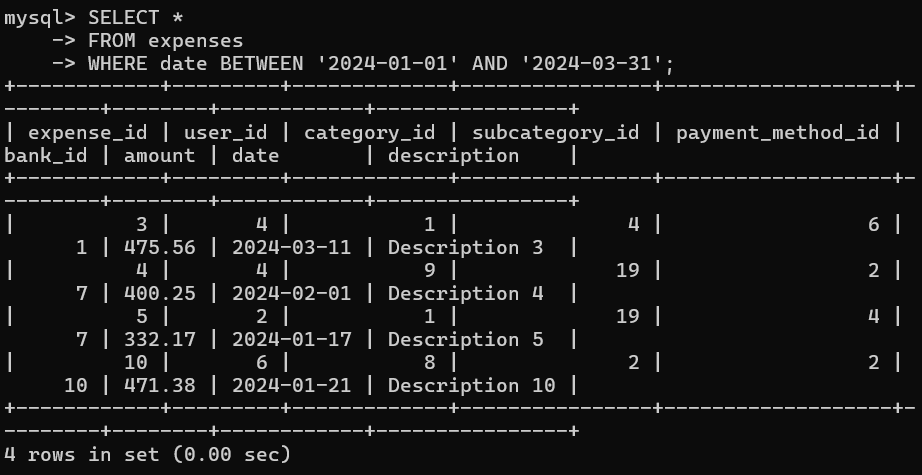 mysql> SELECT *
    -> FROM expenses
    -> WHERE date BETWEEN '2024-01-01' AND '2024-03-31';
+------------+---------+-------------+----------------+-------------------+-
--------+--------+------------+----------------+
| expense_id | user_id | category_id | subcategory_id | payment_method_id |
bank_id | amount | date       | description    |
+------------+---------+-------------+----------------+-------------------+-
--------+--------+------------+----------------+
|          3 |       4 |           1 |              4 |                 6 |
      1 | 475.56 | 2024-03-11 | Description 3  |
|          4 |       4 |           9 |             19 |                 2 |
      7 | 400.25 | 2024-02-01 | Description 4  |
|          5 |       2 |           1 |             19 |                 4 |
      7 | 332.17 | 2024-01-17 | Description 5  |
|         10 |       6 |           8 |              2 |                 2 |
     10 | 471.38 | 2024-01-21 | Description 10 |
+------------+---------+-------------+----------------+-------------------+-
--------+--------+------------+----------------+
4 rows in set (0.00 sec)